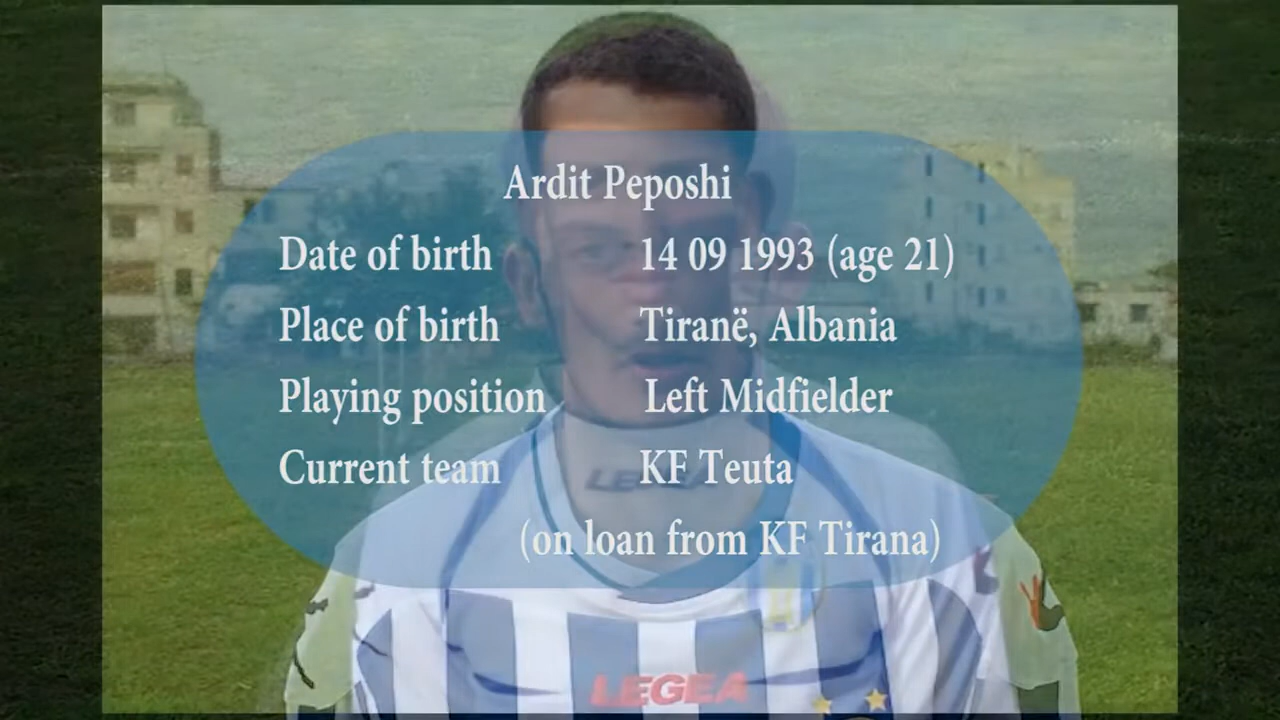 Ardit Peposhi
Date of birth 14 09 1993 (age 21)
Place of birth Tiranë, Albania
Playing position Left Midfielder
Current team KF Teuta
(on loan from KF Tirana)
LEGEA
LEGEA